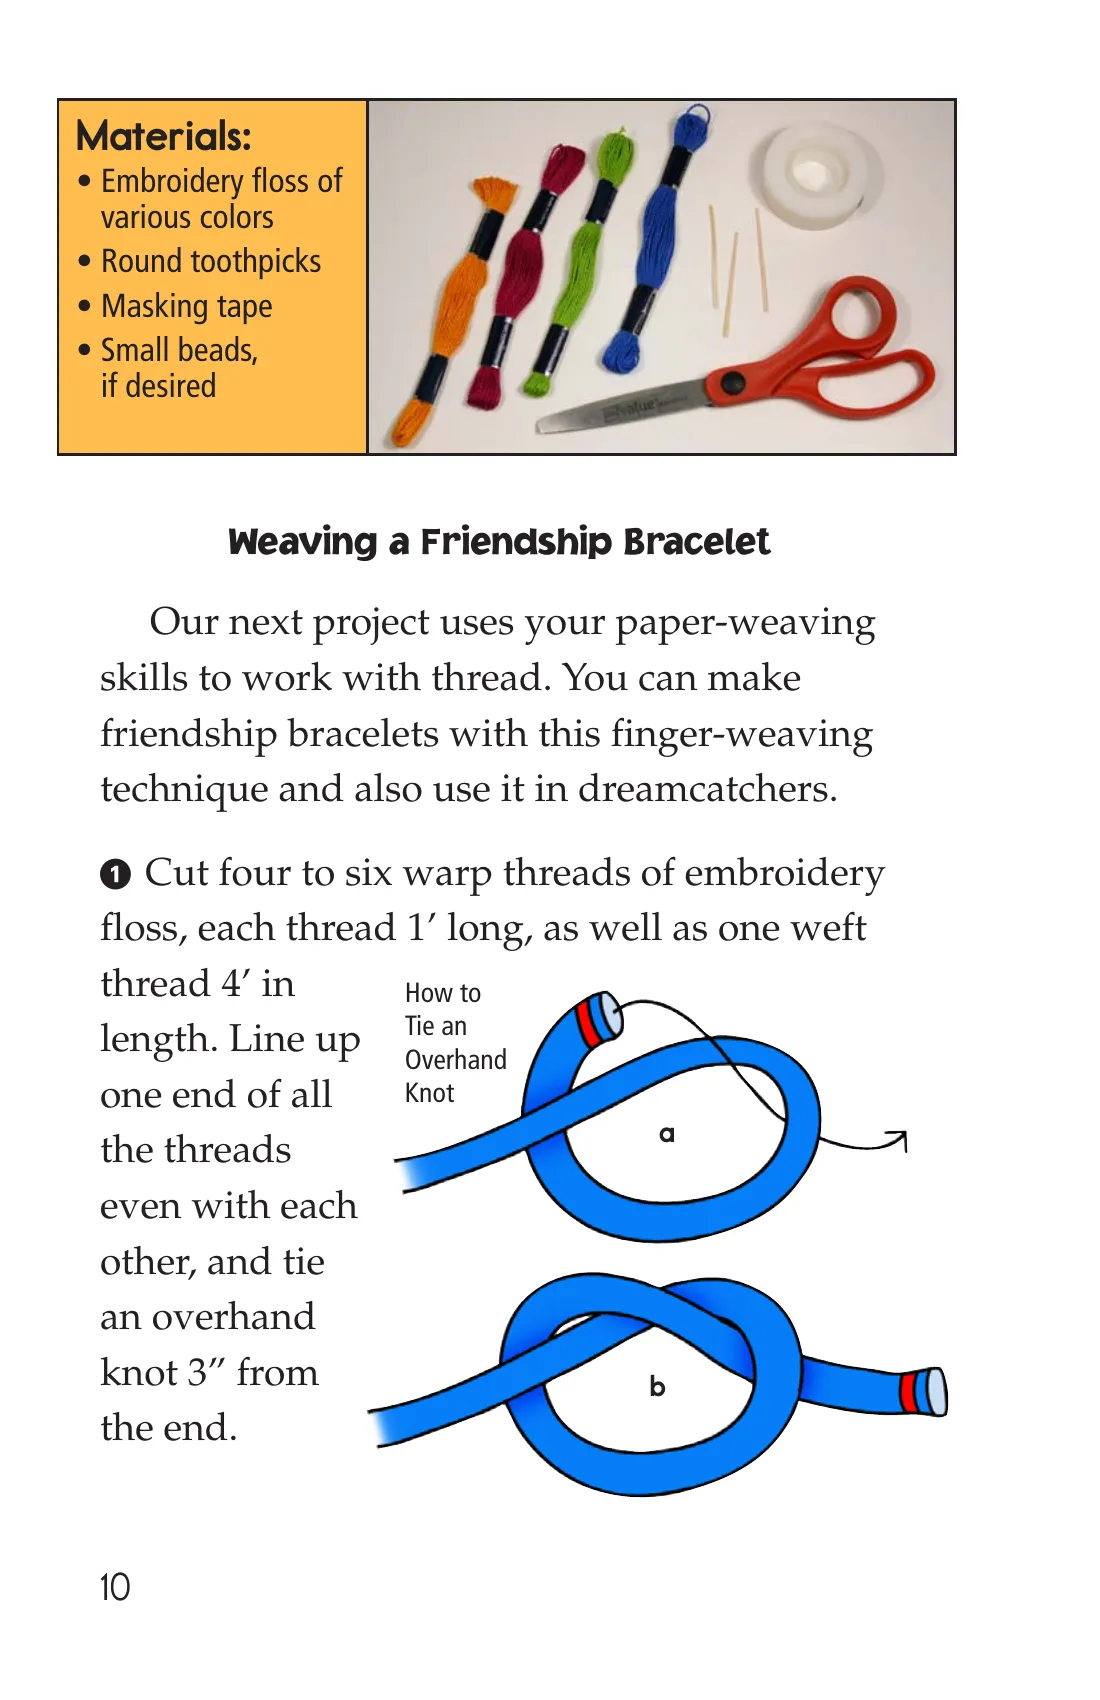 Materials:
• Embroidery floss of
various colors
• Round toothpicks
• Masking tape
• Small beads,
if desired
Weaving a Friendship Bracelet
Our next project uses your paper-weaving
skills to work with thread. You can make
friendship bracelets with this finger-weaving
technique and also use it in dreamcatchers.
1 Cut four to six warp threads of embroidery
floss, each thread 1’ long, as well as one weft
thread 4’ in
length. Line up
one end of all
the threads
even with each
other, and tie
an overhand
knot 3” from
the end.
How to
Tie an
Overhand
Knot
a
b
10